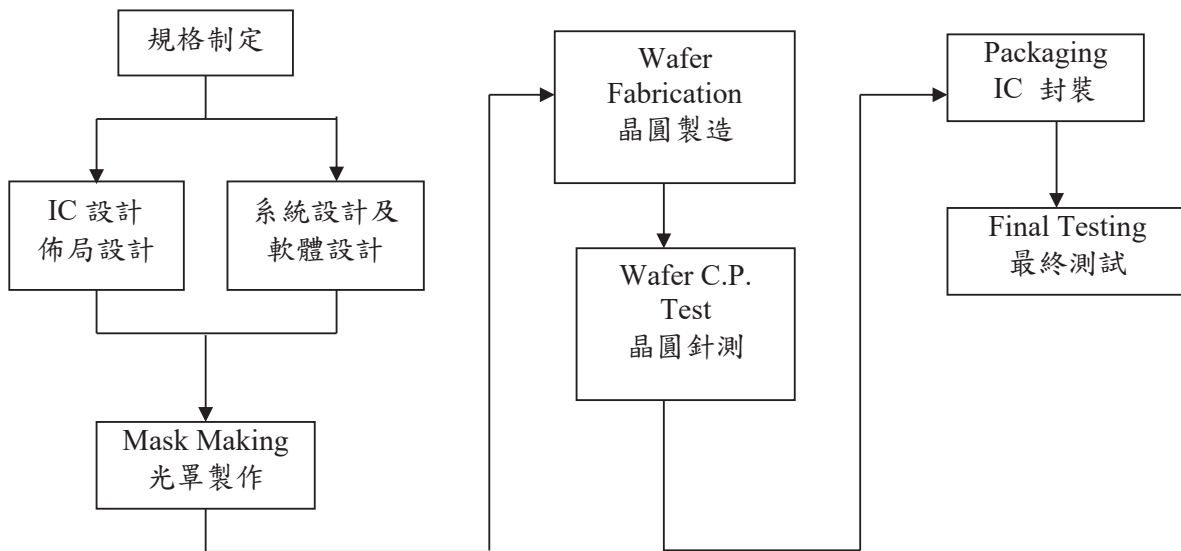 規格制定
IC 設計
佈局設計
系統設計及
軟體設計
Mask Making
光罩製作
Wafer
Fabrication
晶圓製造
Wafer C.P.
Test
晶圓針測
Packaging
IC 封裝
Final Testing
最終測試